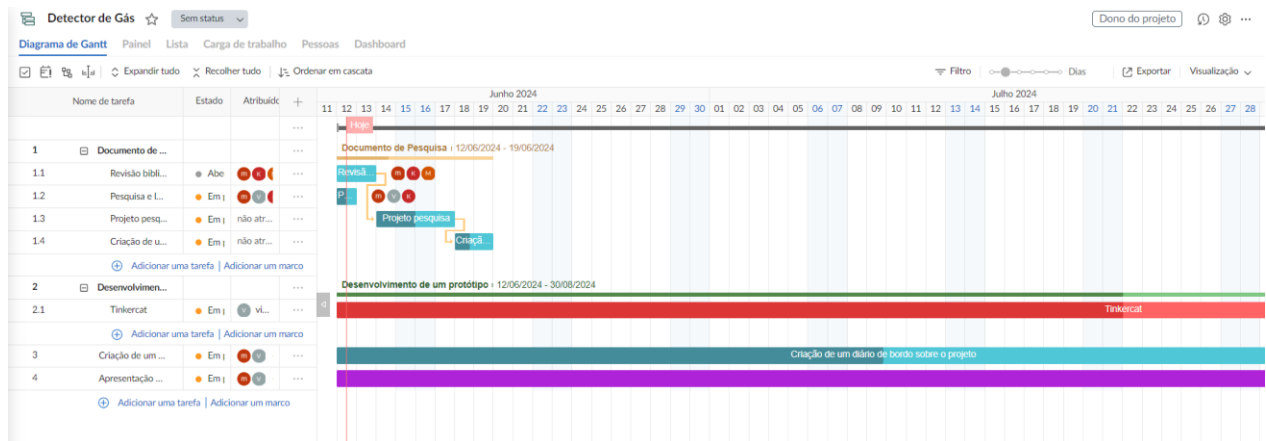 Detector de Gás Sem status Dono do projeto
Diagrama de Gantt Painel Lista Carga de trabalho Pessoas Dashboard
Expandir tudo Recolher tudo Ordenar em cascata Filtro Dias Exportar Visualização
Nome de tarefa Estado Atribuídc Junho 2024 Julho 2024
11 12 13 14 15 16 17 18 19 20 21 22 23 24 25 26 27 28 29 30 01 02 03 04 05 06 07 08 09 10 11 12 13 14 15 16 17 18 19 20 21 22 23 24 25 26 27 28
Hoje
1 Documento de ... Documento de Pesquisa 12/06/2024 - 19/06/2024
1.1 Revisão bibli... Abe m K Revisã... m K M
1.2 Pesquisa e l... Em m v P... m v K
1.3 Projeto pesq... Em não atr... Projeto pesquisa
1.4 Criação de u... Em não atr... Criaçã...
Adicionar uma tarefa | Adicionar um marco
2 Desenvolvimen... Desenvolvimento de um protótipo 12/06/2024 - 30/08/2024
2.1 Tinkercat Em v vi... Tinkercat
Adicionar uma tarefa | Adicionar um marco
3 Criação de um ... Em m v Criação de um diário de bordo sobre o projeto
4 Apresentação ... Em m v
Adicionar uma tarefa | Adicionar um marco